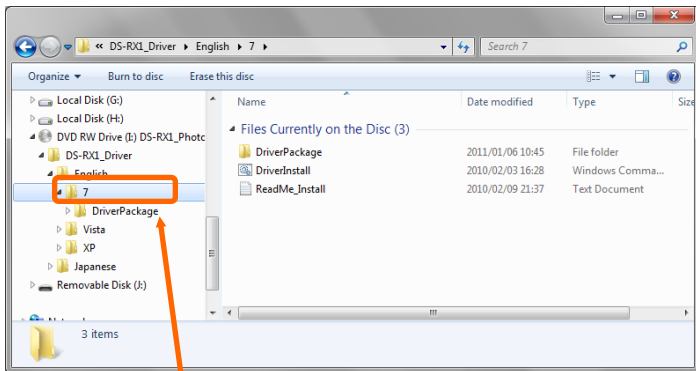 « DS-RX1_Driver ▸ English ▸ 7 ▸
Search 7
Organize ▼ Burn to disc Erase this disc
Local Disk (G:)
Local Disk (H:)
DVD RW Drive (I:) DS-RX1_Photo
DS-RX1_Driver
English
7
DriverPackage
Vista
XP
Japanese
Removable Disk (J:)
Name Date modified Type Size
Files Currently on the Disc (3)
DriverPackage 2011/01/06 10:45 File folder
DriverInstall 2010/02/03 16:28 Windows Comma...
ReadMe_Install 2010/02/09 21:37 Text Document
3 items